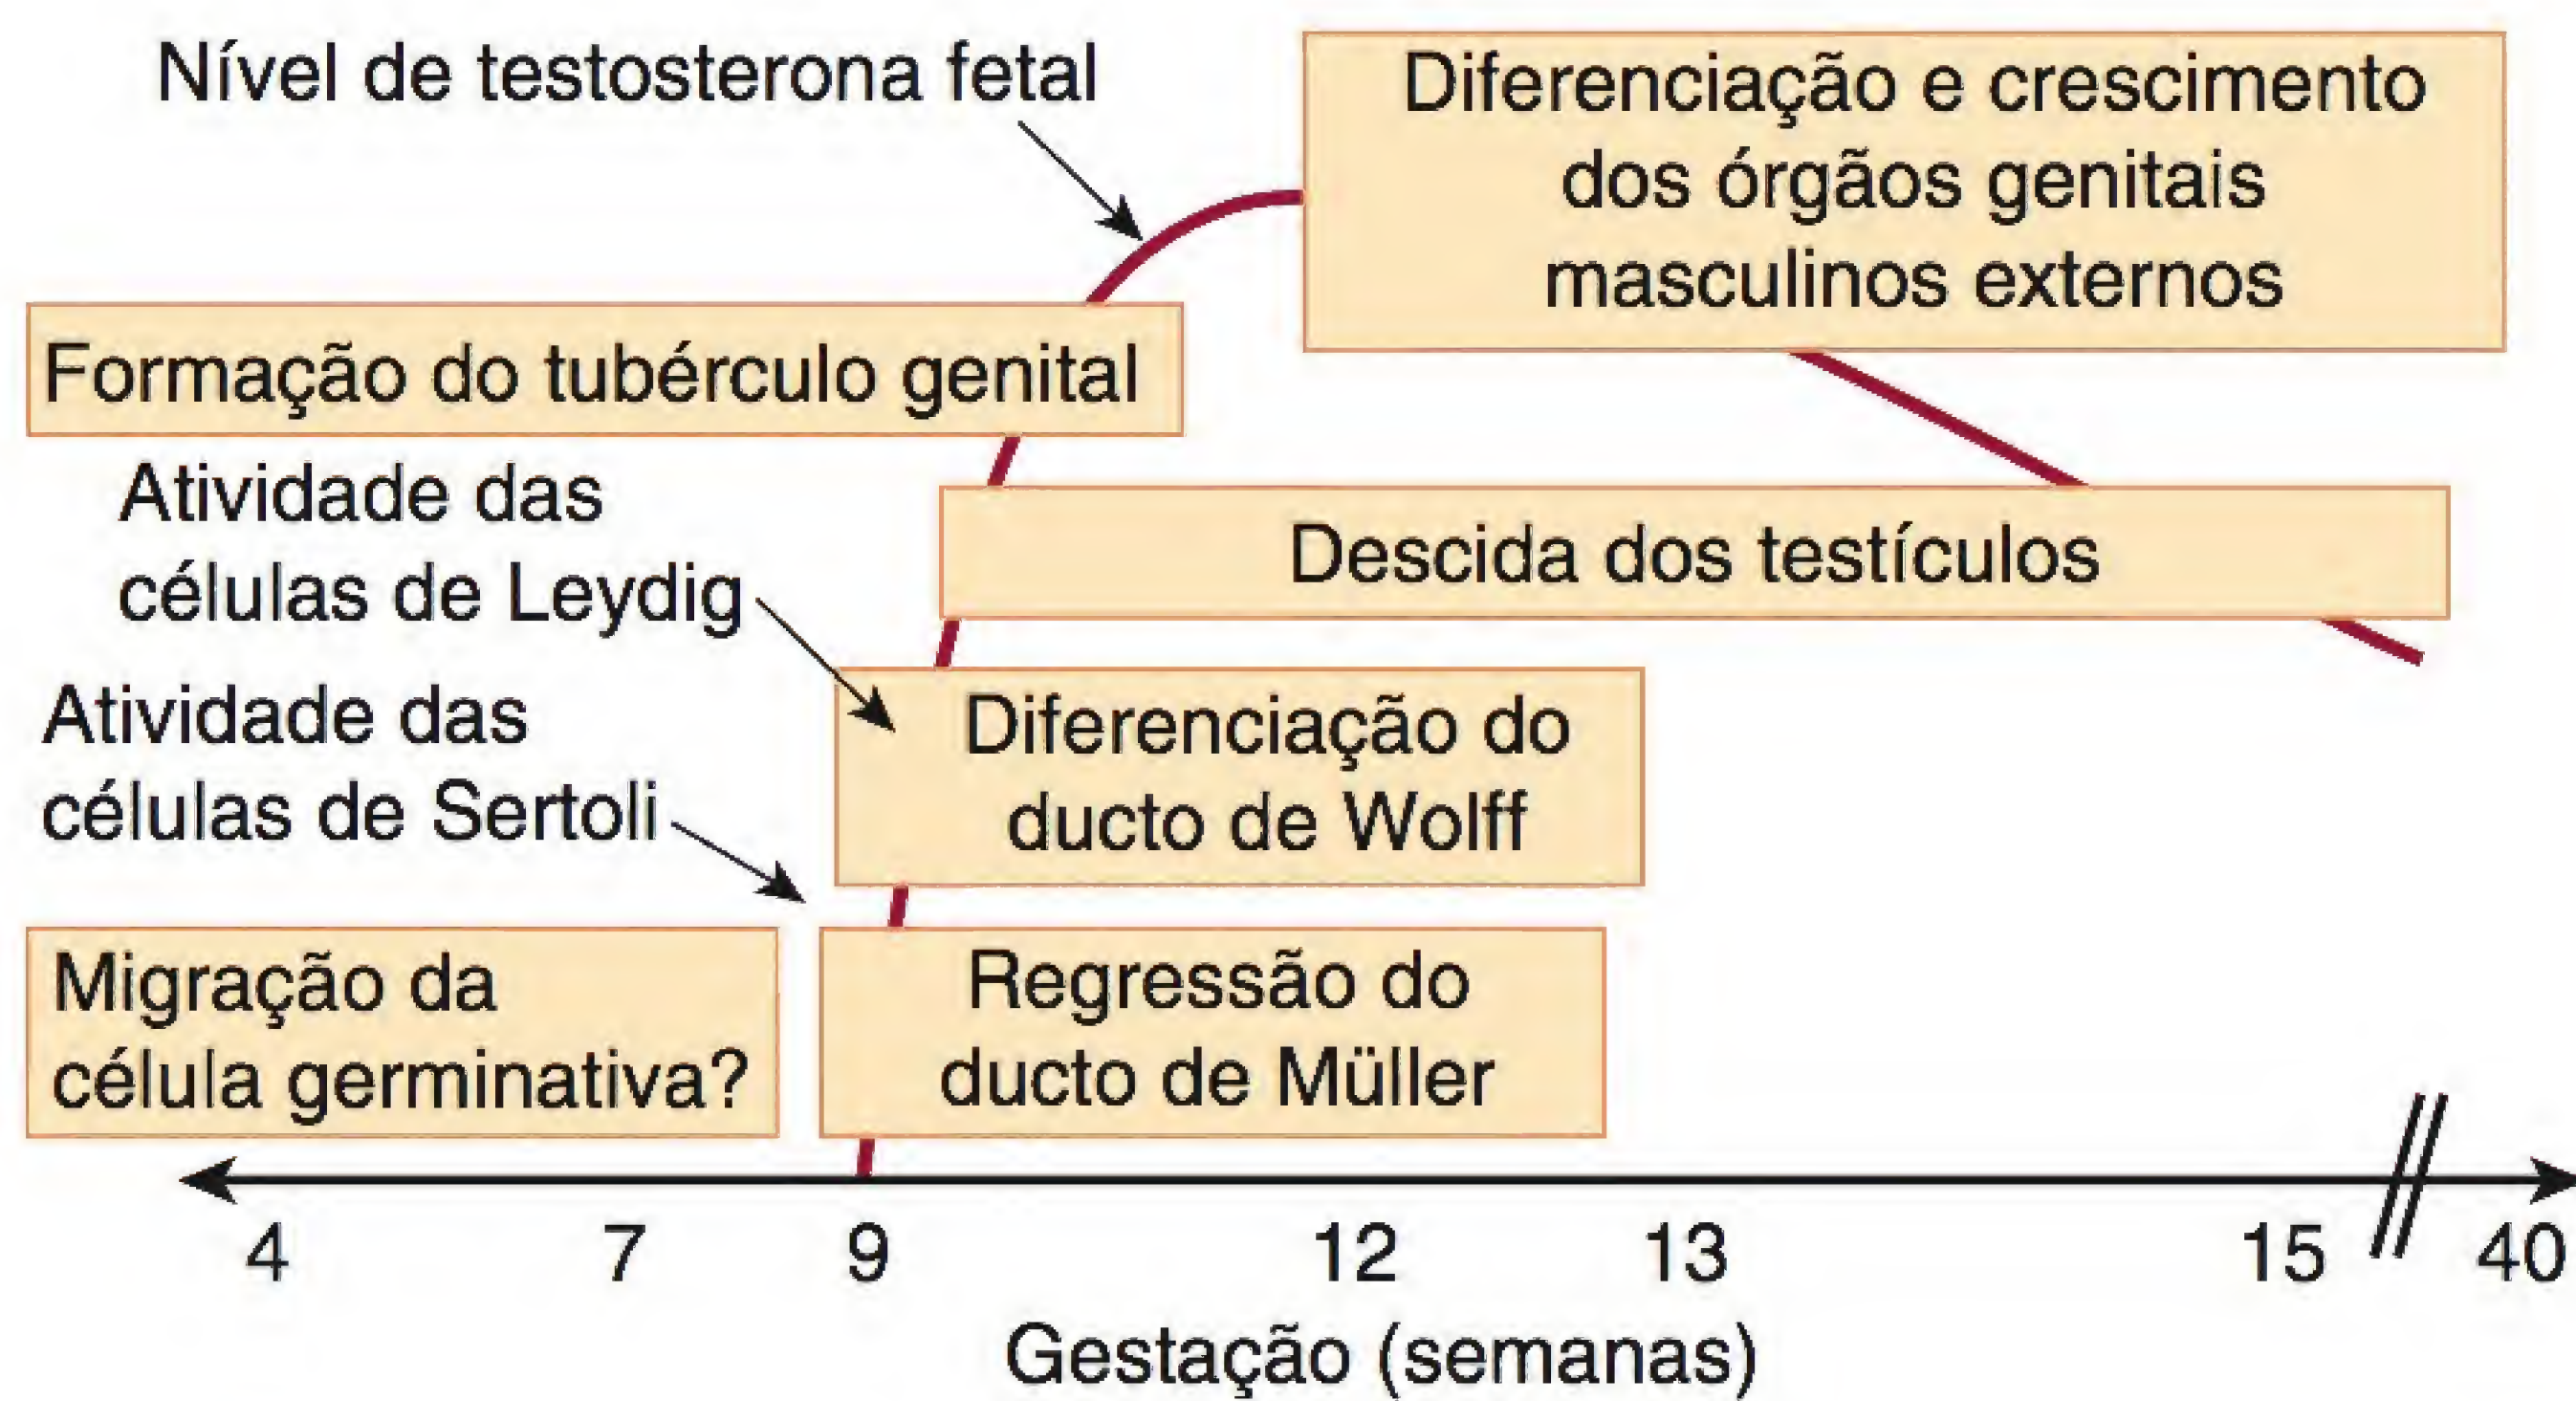 Nível de testosterona fetal
Diferenciação e crescimento
dos órgãos genitais
masculinos externos
Formação do tubérculo genital
Atividade das
células de Leydig
Descida dos testículos
Atividade das
células de Sertoli
Diferenciação do
ducto de Wolff
Migração da
célula germinativa?
Regressão do
ducto de Müller
4 7 9 12 13 15 40
Gestação (semanas)